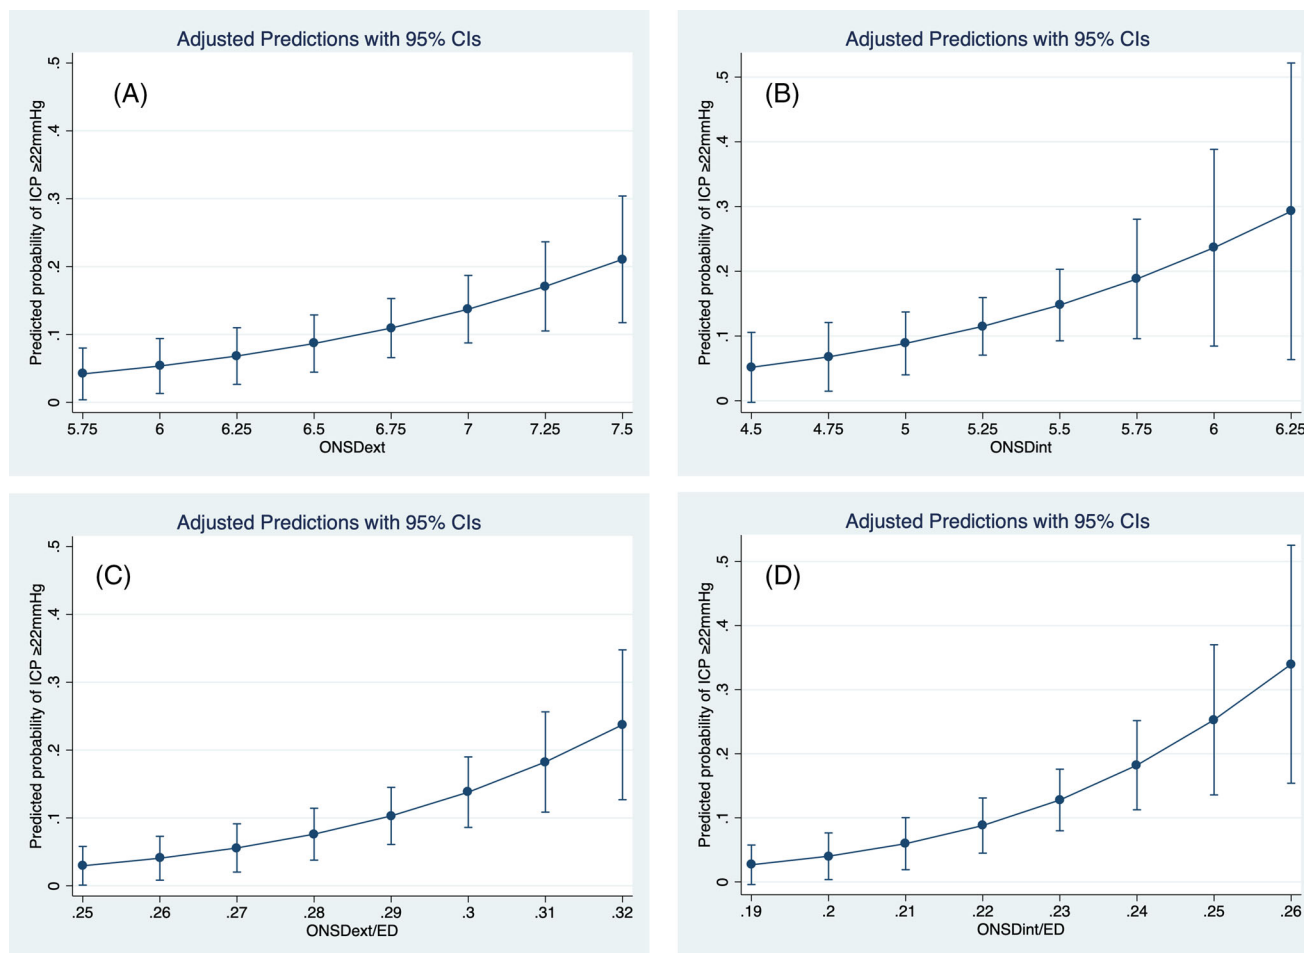 Adjusted Predictions with 95% CIs
(A)
Predicted probability of ICP ≥22mmHg
.5
.4
.3
.2
.1
0
5.75 6 6.25 6.5 6.75 7 7.25 7.5
ONSDext
Adjusted Predictions with 95% CIs
(B)
Predicted probability of ICP ≥22mmHg
.5
.4
.3
.2
.1
0
4.5 4.75 5 5.25 5.5 5.75 6 6.25
ONSDint
Adjusted Predictions with 95% CIs
(C)
Predicted probability of ICP ≥22mmHg
.5
.4
.3
.2
.1
0
.25 .26 .27 .28 .29 .3 .31 .32
ONSDext/ED
Adjusted Predictions with 95% CIs
(D)
Predicted probability of ICP ≥22mmHg
.5
.4
.3
.2
.1
0
.19 .2 .21 .22 .23 .24 .25 .26
ONSDint/ED